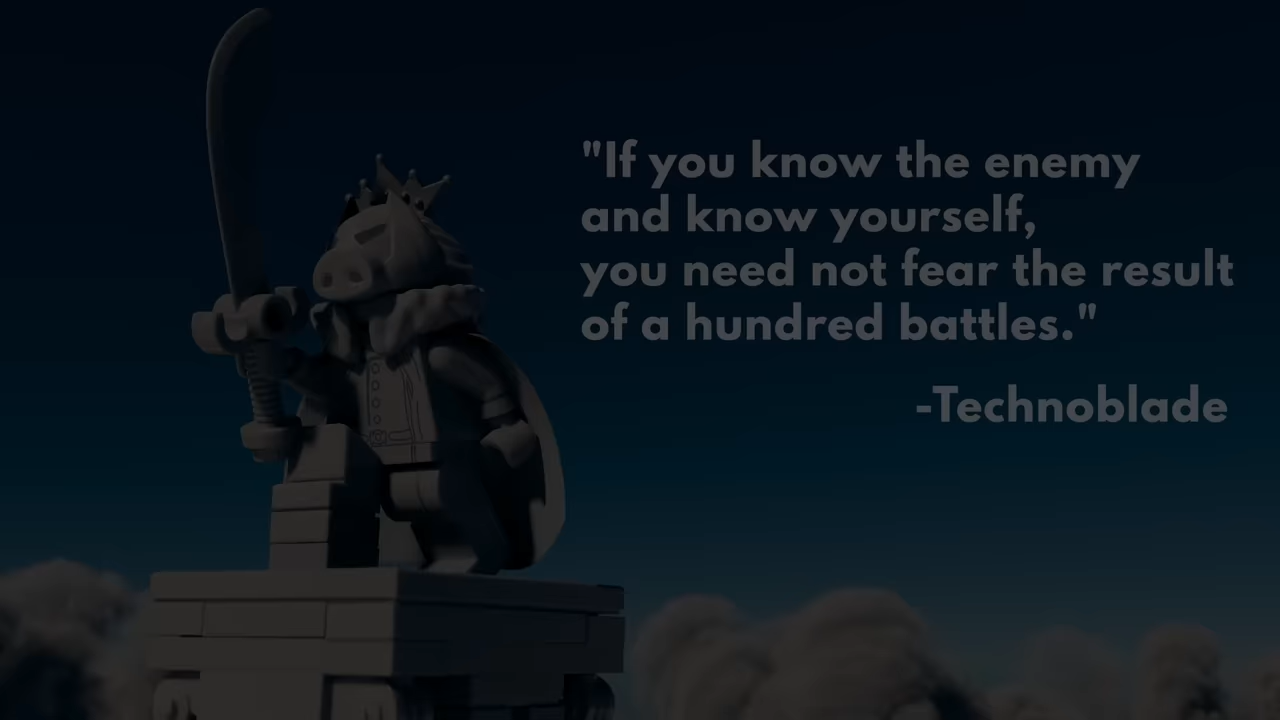 "If you know the enemy
and know yourself,
you need not fear the result
of a hundred battles."
-Technoblade